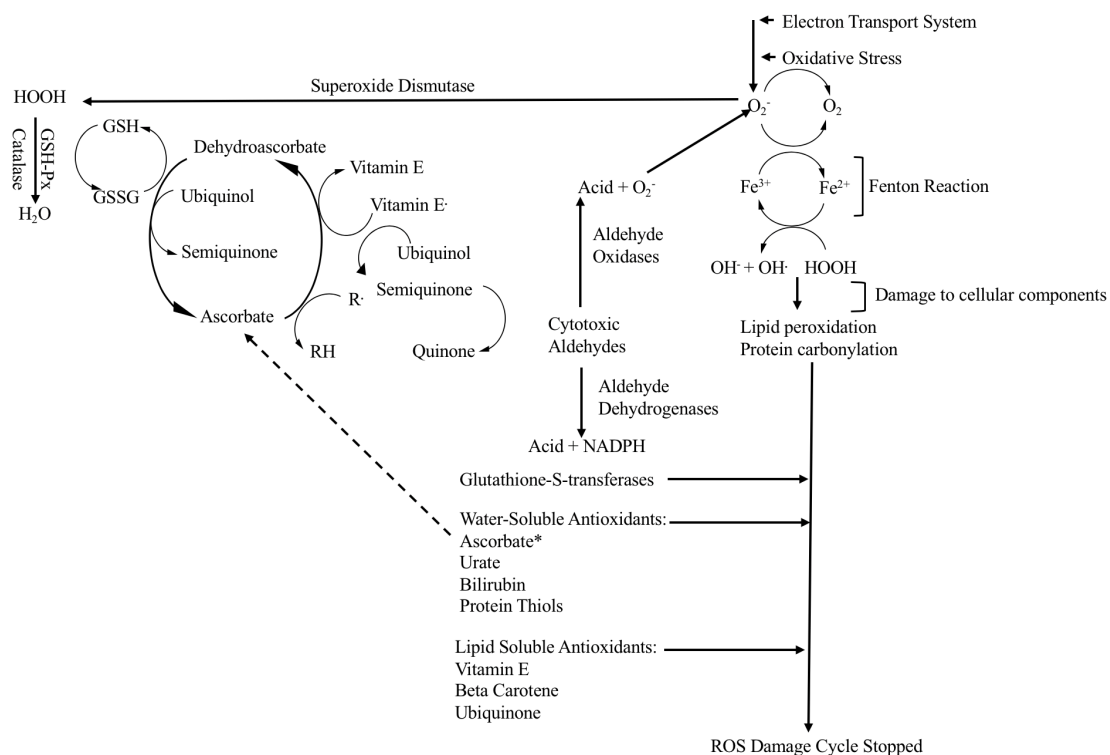 Electron Transport System
Oxidative Stress
Superoxide Dismutase
HOOH
O₂⁻
O₂
GSH
GSH-Px
Catalase
Dehydroascorbate
Vitamin E
GSSG
Ubiquinol
Vitamin E·
H₂O
Acid + O₂⁻
Fe³⁺
Fe²⁺
Fenton Reaction
Semiquinone
Ubiquinol
Aldehyde
Oxidases
OH⁻ + OH·
HOOH
Semiquinone
R·
Damage to cellular components
Ascorbate
Cytotoxic
Aldehydes
Lipid peroxidation
Protein carbonylation
RH
Quinone
Aldehyde
Dehydrogenases
Acid + NADPH
Glutathione-S-transferases
Water-Soluble Antioxidants:
Ascorbate*
Urate
Bilirubin
Protein Thiols
Lipid Soluble Antioxidants:
Vitamin E
Beta Carotene
Ubiquinone
ROS Damage Cycle Stopped